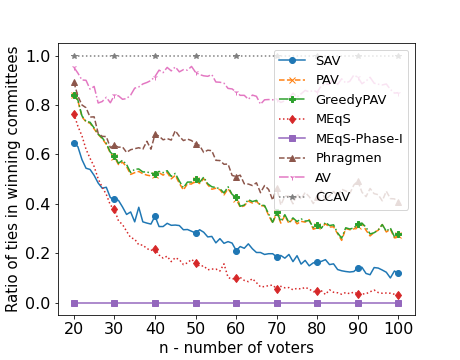 Ratio of ties in winning committees
1.0
0.8
0.6
0.4
0.2
0.0
20 30 40 50 60 70 80 90 100
n - number of voters
SAV
PAV
GreedyPAV
MEqS
MEqS-Phase-I
Phragmen
AV
CCAV